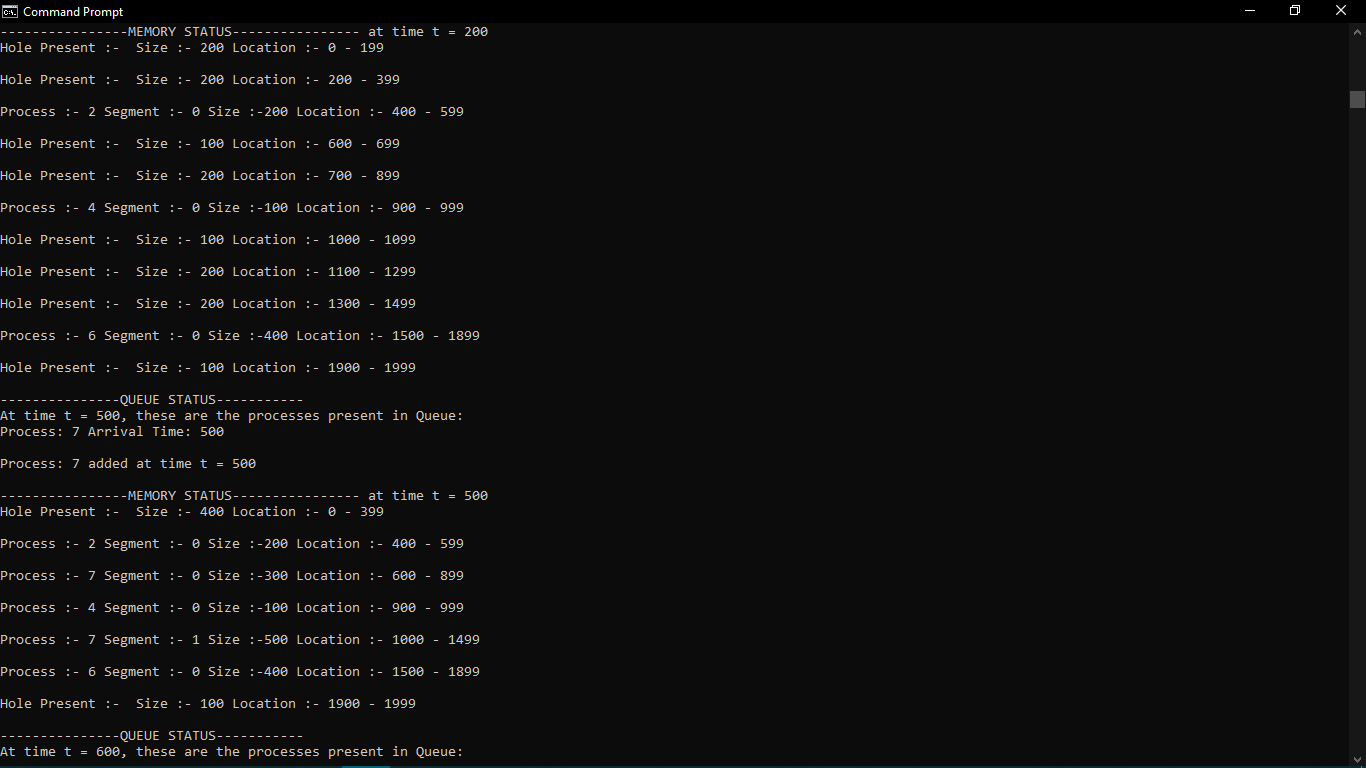 Command Prompt
----------------MEMORY STATUS---------------- at time t = 200
Hole Present :-  Size :- 200 Location :- 0 - 199
Hole Present :-  Size :- 200 Location :- 200 - 399
Process :- 2 Segment :- 0 Size :-200 Location :- 400 - 599
Hole Present :-  Size :- 100 Location :- 600 - 699
Hole Present :-  Size :- 200 Location :- 700 - 899
Process :- 4 Segment :- 0 Size :-100 Location :- 900 - 999
Hole Present :-  Size :- 100 Location :- 1000 - 1099
Hole Present :-  Size :- 200 Location :- 1100 - 1299
Hole Present :-  Size :- 200 Location :- 1300 - 1499
Process :- 6 Segment :- 0 Size :-400 Location :- 1500 - 1899
Hole Present :-  Size :- 100 Location :- 1900 - 1999
---------------QUEUE STATUS-----------
At time t = 500, these are the processes present in Queue:
Process: 7 Arrival Time: 500
Process: 7 added at time t = 500
----------------MEMORY STATUS---------------- at time t = 500
Hole Present :-  Size :- 400 Location :- 0 - 399
Process :- 2 Segment :- 0 Size :-200 Location :- 400 - 599
Process :- 7 Segment :- 0 Size :-300 Location :- 600 - 899
Process :- 4 Segment :- 0 Size :-100 Location :- 900 - 999
Process :- 7 Segment :- 1 Size :-500 Location :- 1000 - 1499
Process :- 6 Segment :- 0 Size :-400 Location :- 1500 - 1899
Hole Present :-  Size :- 100 Location :- 1900 - 1999
---------------QUEUE STATUS-----------
At time t = 600, these are the processes present in Queue: